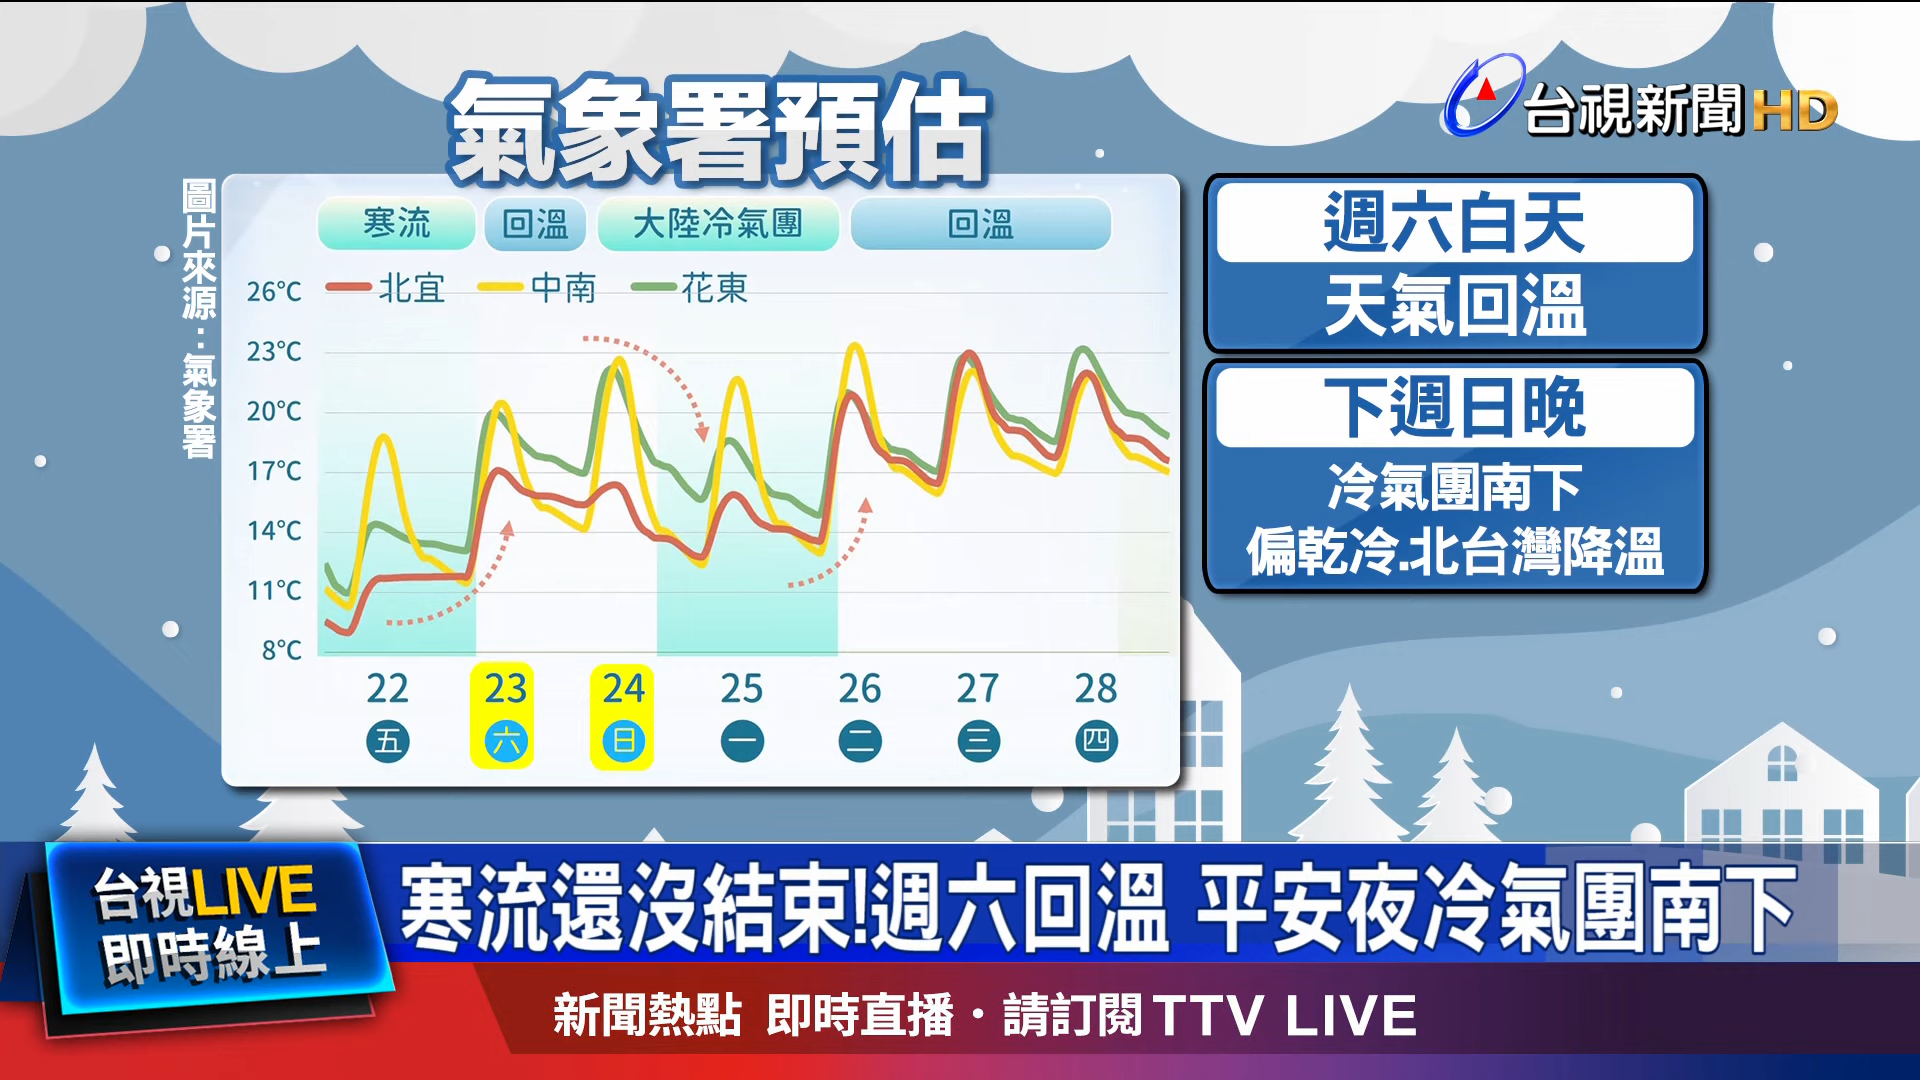 氣象署預估
台視新聞HD
圖片來源：氣象署
寒流 回溫 大陸冷氣團 回溫
北宜 中南 花東
26°C
23°C
20°C
17°C
14°C
11°C
8°C
22 23 24 25 26 27 28
五 六 日 一 二 三 四
週六白天
天氣回溫
下週日晚
冷氣團南下
偏乾冷.北台灣降溫
台視LIVE
即時線上
寒流還沒結束!週六回溫 平安夜冷氣團南下
新聞熱點 即時直播・請訂閱TTV LIVE